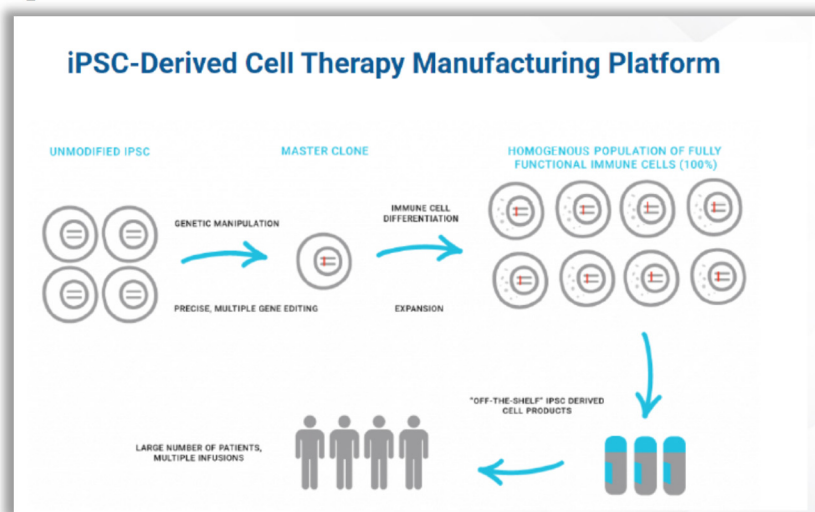 iPSC-Derived Cell Therapy Manufacturing Platform
UNMODIFIED IPSC
MASTER CLONE
HOMOGENOUS POPULATION OF FULLY
FUNCTIONAL IMMUNE CELLS (100%)
GENETIC MANIPULATION
IMMUNE CELL
DIFFERENTIATION
PRECISE, MULTIPLE GENE EDITING
EXPANSION
"OFF-THE-SHELF" IPSC DERIVED
CELL PRODUCTS
LARGE NUMBER OF PATIENTS,
MULTIPLE INFUSIONS